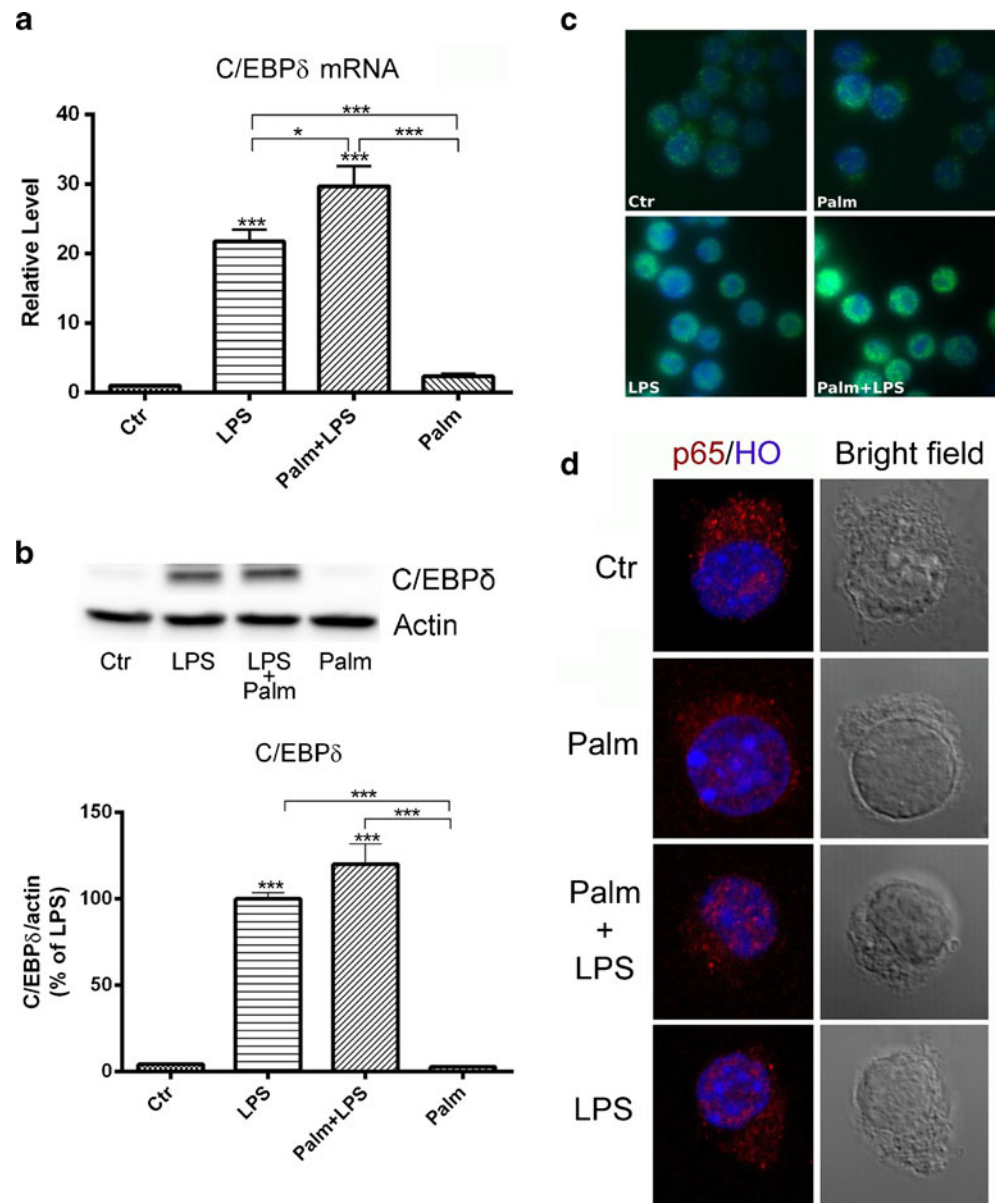 a
C/EBPδ mRNA
Relative Level
40
30
20
10
0
***
* ***
***
***
Ctr
LPS
Palm+LPS
Palm
b
C/EBPδ
Actin
Ctr LPS LPS + Palm Palm
C/EBPδ
C/EBPδ/actin
(% of LPS)
150
100
50
0
***
***
***
***
Ctr
LPS
Palm+LPS
Palm
c
Ctr
Palm
LPS
Palm+LPS
d
p65/HO Bright field
Ctr
Palm
Palm
+
LPS
LPS